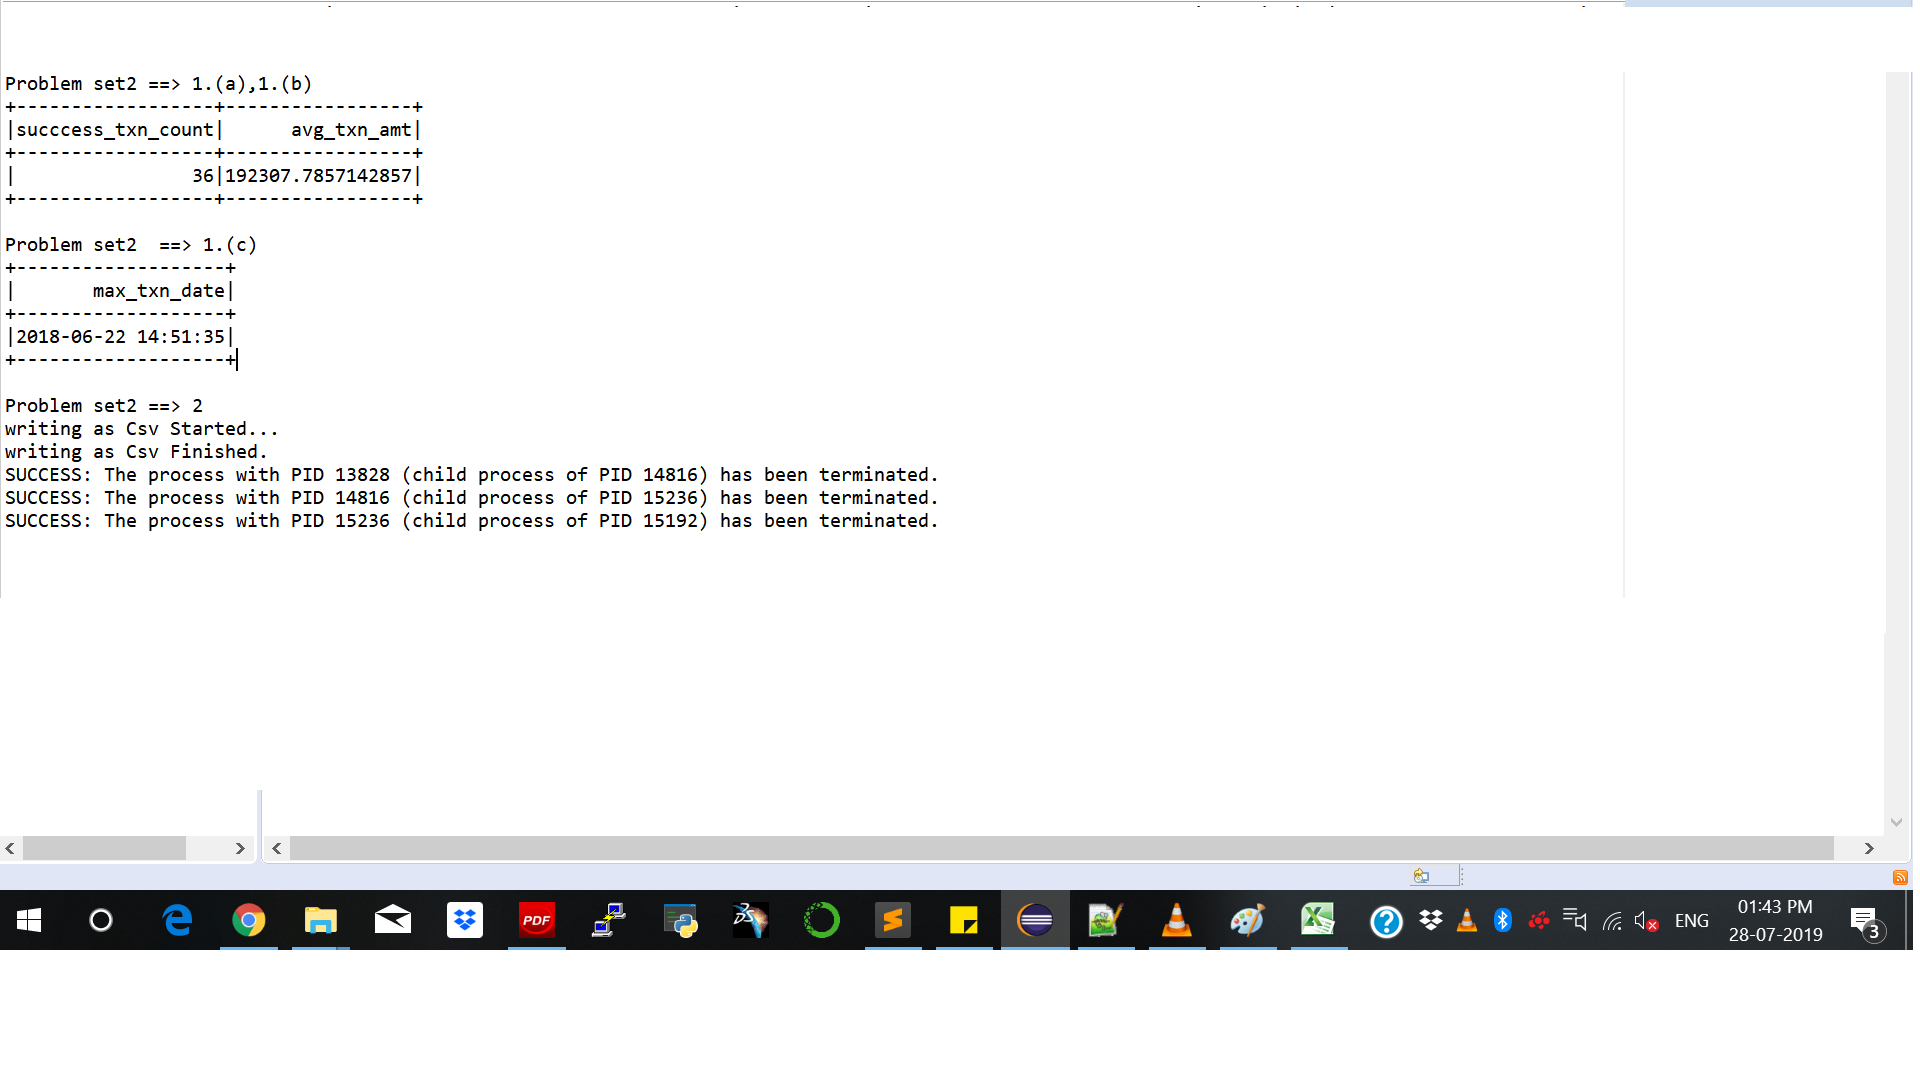 Problem set2 ==> 1.(a),1.(b)
+------------------+-----------------+
|succcess_txn_count|      avg_txn_amt|
+------------------+-----------------+
|                36|192307.7857142857|
+------------------+-----------------+
Problem set2  ==> 1.(c)
+-------------------+
|       max_txn_date|
+-------------------+
|2018-06-22 14:51:35|
+-------------------+
Problem set2 ==> 2
writing as Csv Started...
writing as Csv Finished.
SUCCESS: The process with PID 13828 (child process of PID 14816) has been terminated.
SUCCESS: The process with PID 14816 (child process of PID 15236) has been terminated.
SUCCESS: The process with PID 15236 (child process of PID 15192) has been terminated.
PDF
ENG
01:43 PM
28-07-2019
3